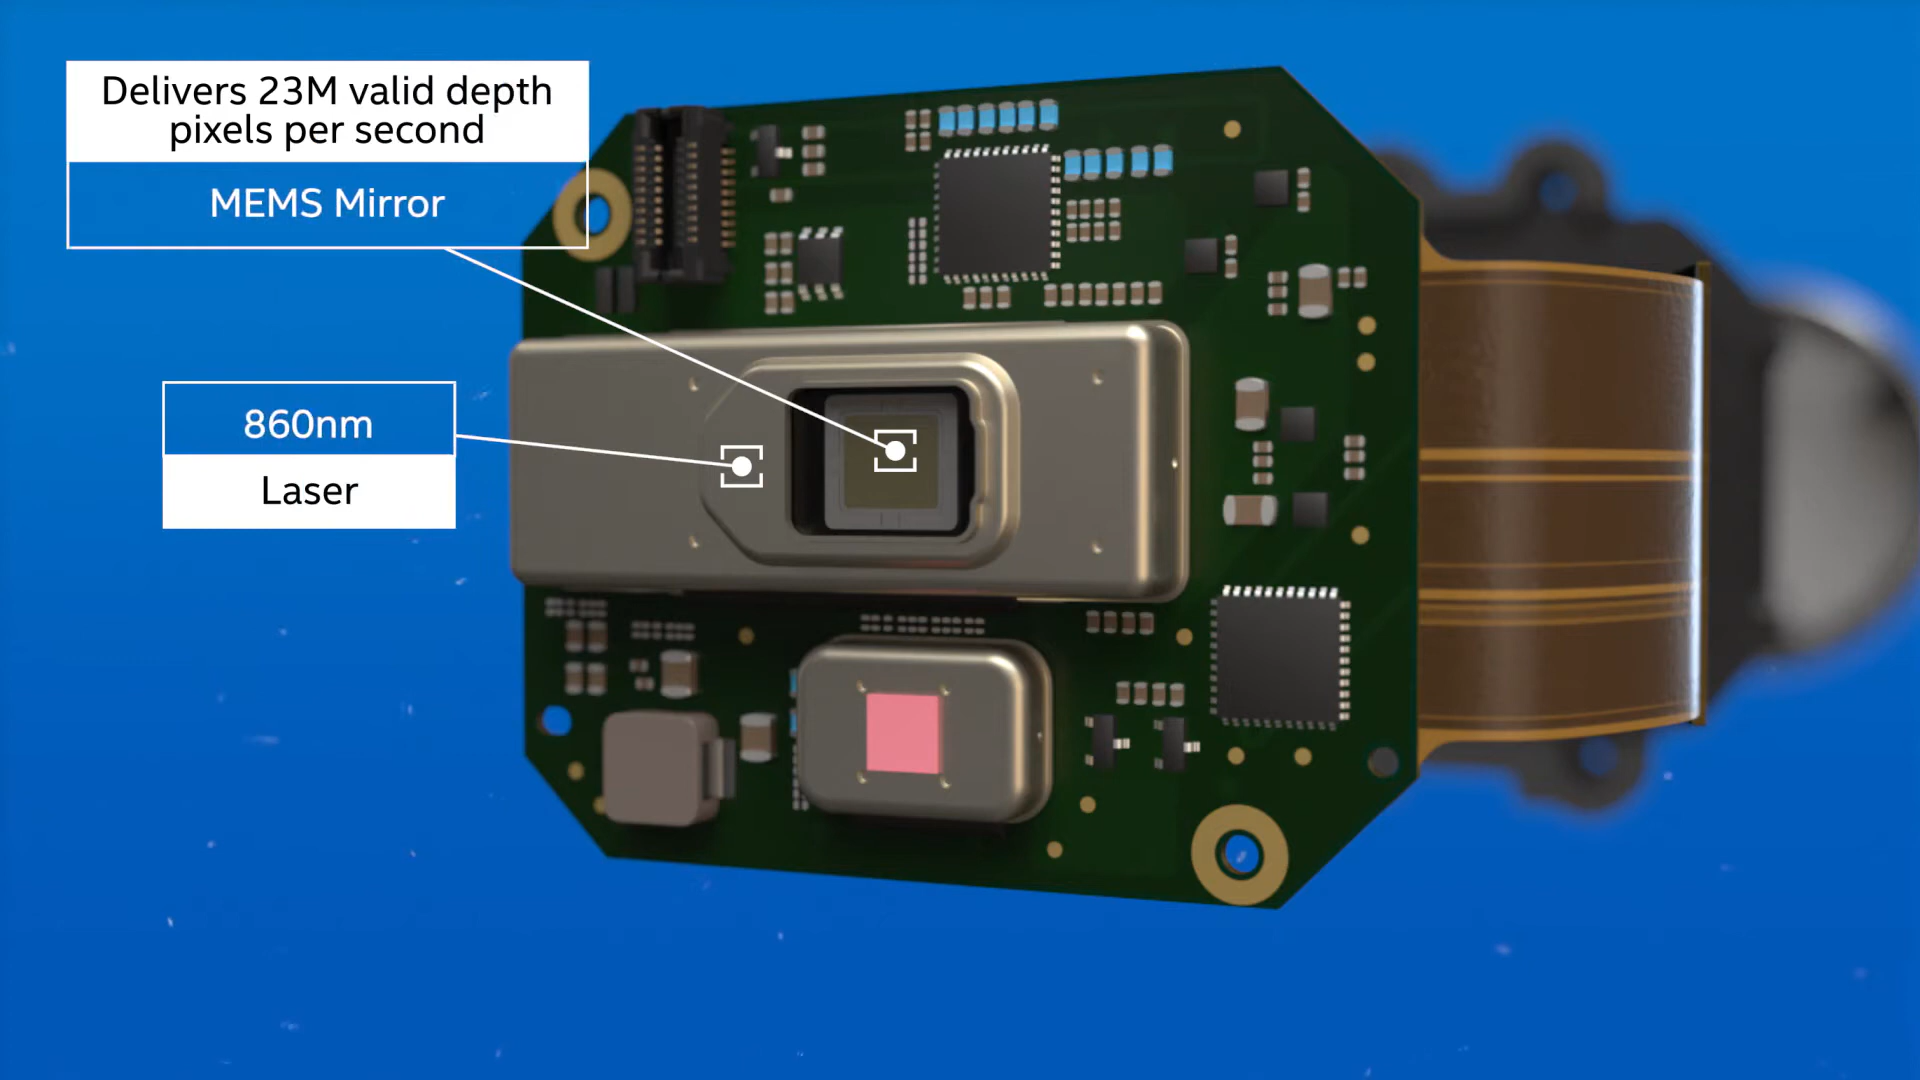 Delivers 23M valid depth
pixels per second
MEMS Mirror
860nm
Laser